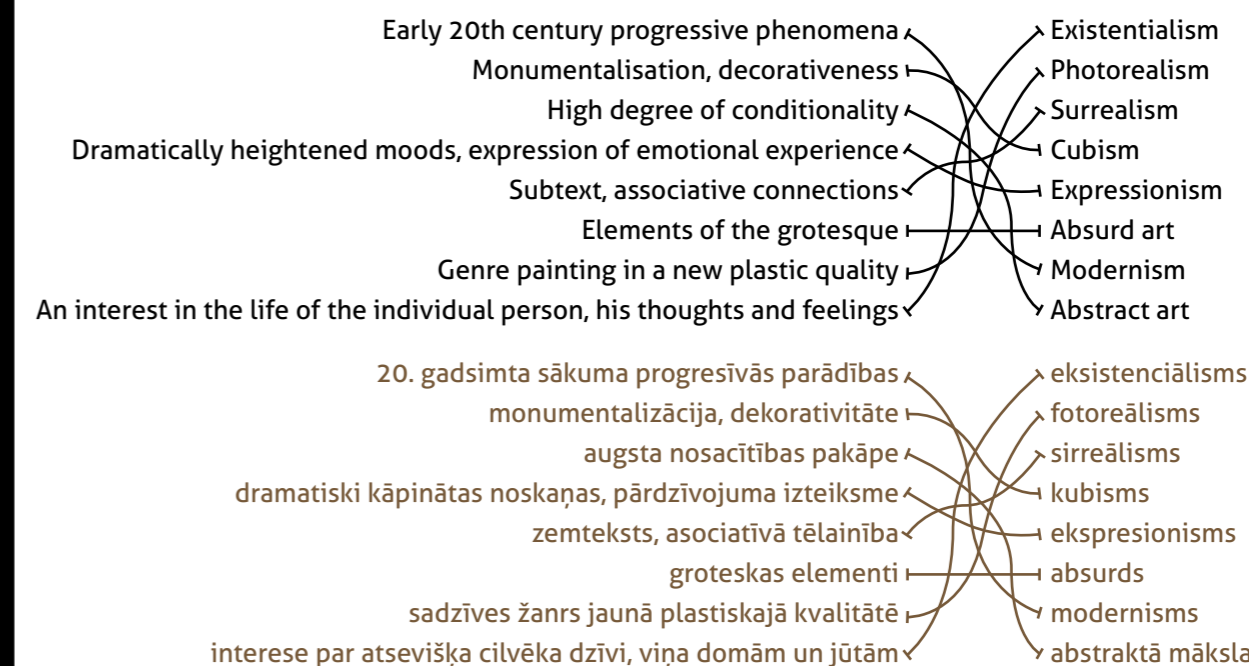 Early 20th century progressive phenomena Existentialism
Monumentalisation, decorativeness Photorealism
High degree of conditionality Surrealism
Dramatically heightened moods, expression of emotional experience Cubism
Subtext, associative connections Expressionism
Elements of the grotesque Absurd art
Genre painting in a new plastic quality Modernism
An interest in the life of the individual person, his thoughts and feelings Abstract art
20. gadsimta sākuma progresīvās parādības eksistenciālisms
monumentalizācija, dekorativitāte fotoreālisms
augsta nosacītības pakāpe sirreālisms
dramatiski kāpinātas noskaņas, pārdzīvojuma izteiksme kubisms
zemteksts, asociatīvā tēlainība ekspresionisms
groteskas elementi absurds
sadzīves žanrs jaunā plastiskajā kvalitātē modernisms
interese par atsevišķa cilvēka dzīvi, viņa domām un jūtām abstraktā māksla